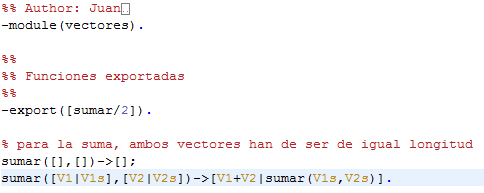 %% Author: Juan
-module(vectores).
%%
%% Funciones exportadas
%%
-export([sumar/2]).
% para la suma, ambos vectores han de ser de igual longitud
sumar([],[])->[];
sumar([V1|V1s],[V2|V2s])->[V1+V2|sumar(V1s,V2s)].